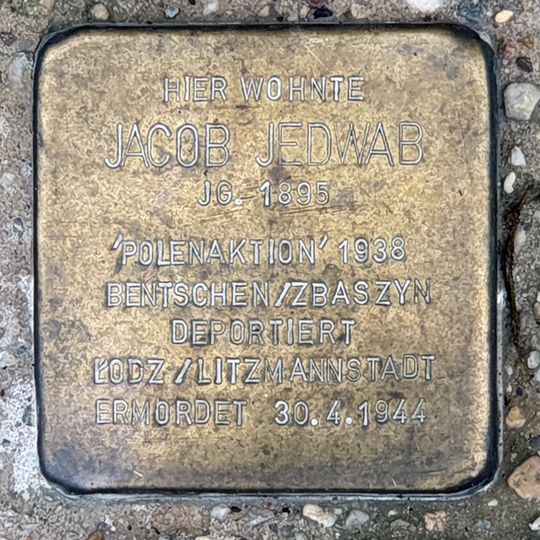 HIER WOHNTE
JACOB JEDWAB
JG. 1895
'POLENAKTION' 1938
BENTSCHEN/ZBASZYN
DEPORTIERT
ŁODZ/LITZMANNSTADT
ERMORDET 30.4.1944